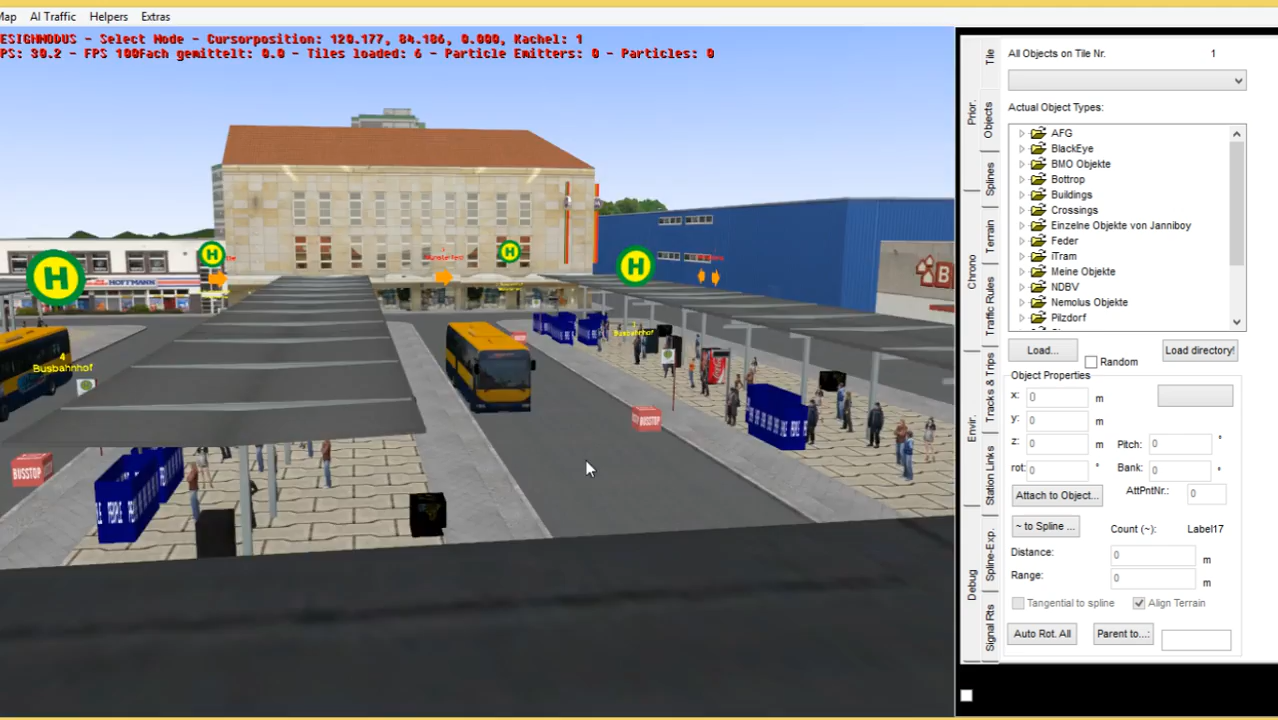 Map AI Traffic Helpers Extras
ESIGNMODUS - Select Mode - Cursorposition: 120.177, 84.186, 0.000, Kachel: 1
PS: 30.2 - FPS 100Fach gemittelt: 0.0 - Tiles loaded: 6 - Particle Emitters: 0 - Particles: 0
H
H
H
H
HOFFMANN
B
4
Busbahnhof
Busbahnhof
BUSSTOP
BUSSTOP
PEOPLE
Tile
Objects
Splines
Terrain
Traffic Rules
Tracks & Trips
Station Links
Spline-Exp.
Signal Rts
Prior.
Chrono
Envir.
Debug
All Objects on Tile Nr. 1
Actual Object Types:
AFG
BlackEye
BMO Objekte
Bottrop
Buildings
Crossings
Einzelne Objekte von Janniboy
Feder
iTram
Meine Objekte
NDBV
Nemolus Objekte
Pilzdorf
Load... Random Load directory!
Object Properties
x: 0 m
y: 0 m
z: 0 m Pitch: 0 °
rot: 0 ° Bank: 0 °
Attach to Object... AttPntNr.: 0
~ to Spline ... Count (~): Label17
Distance: 0 m
Range: 0 m
Tangential to spline Align Terrain
Auto Rot. All Parent to...: